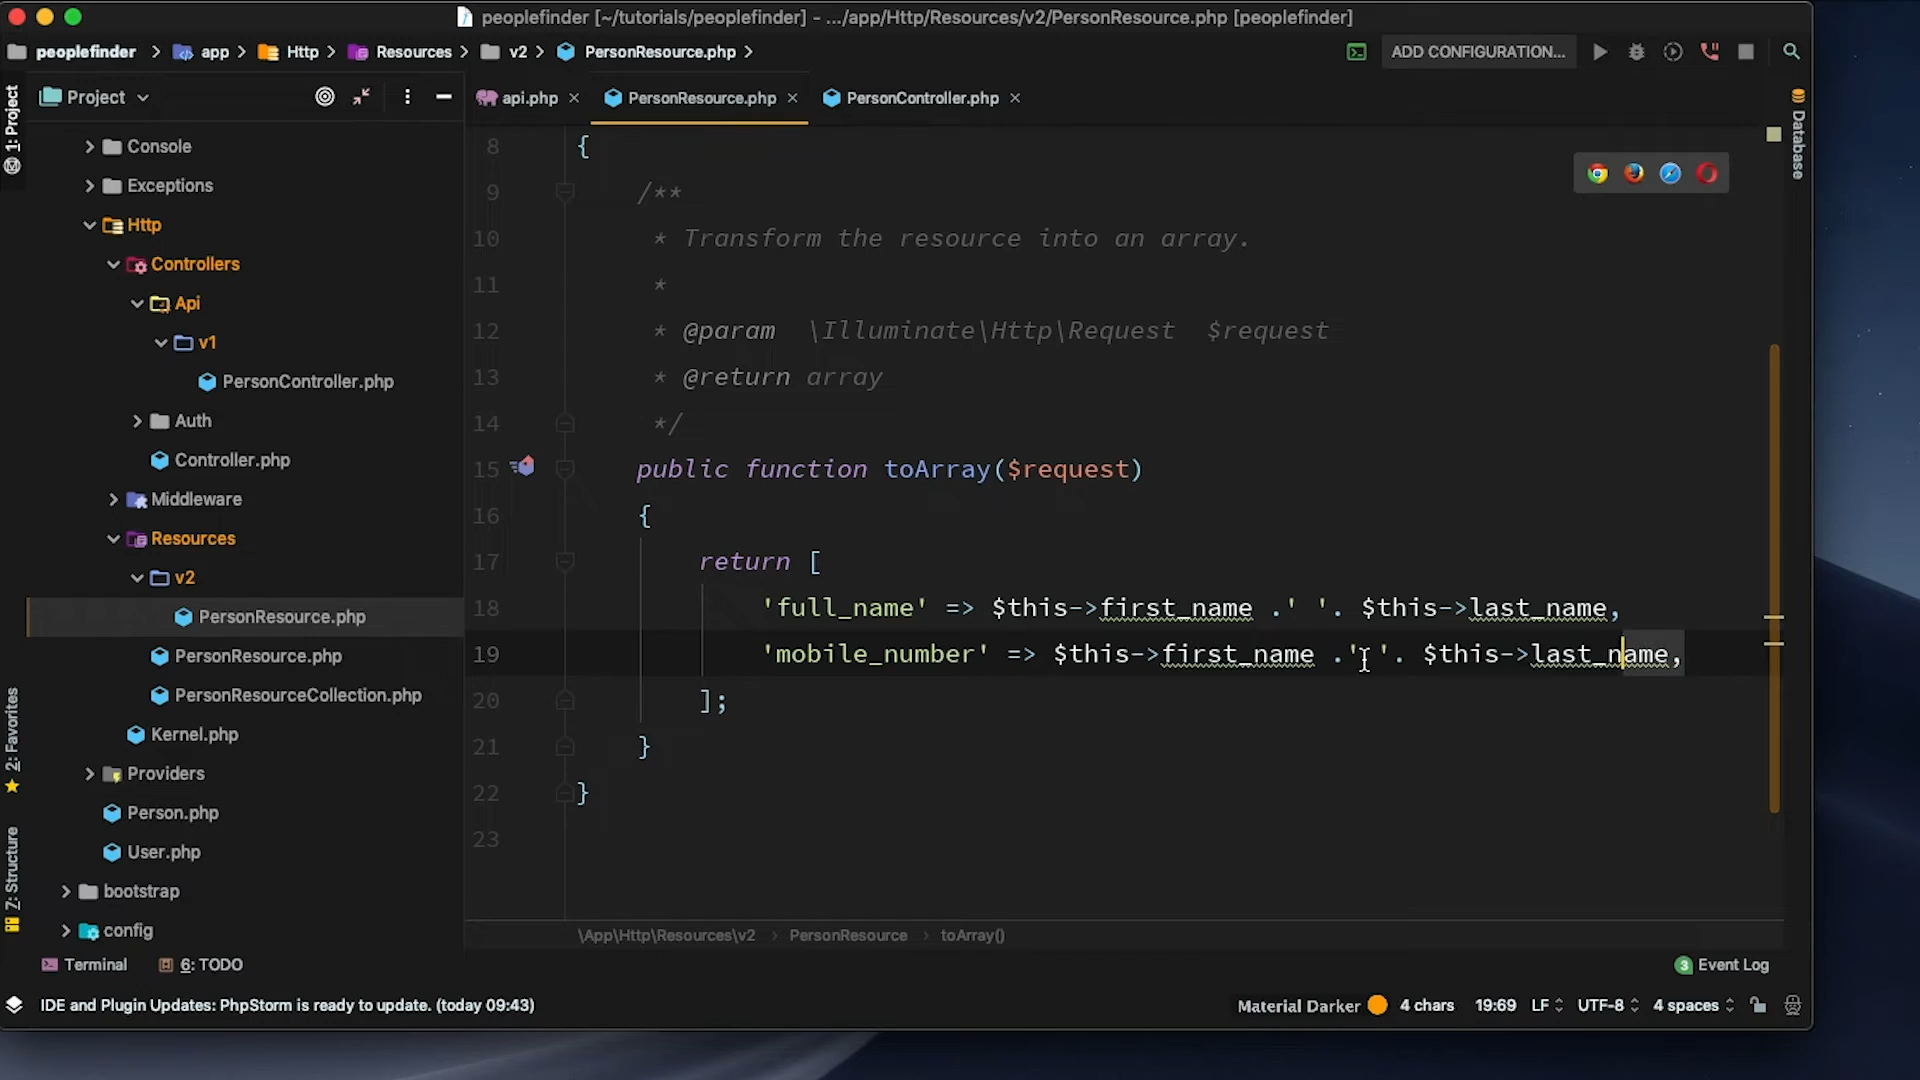 peoplefinder [~/tutorials/peoplefinder] - .../app/Http/Resources/v2/PersonResource.php [peoplefinder]
peoplefinder app Http Resources v2 PersonResource.php ADD CONFIGURATION...
1: Project
Project
api.php PersonResource.php PersonController.php
Database
Console
Exceptions
Http
Controllers
Api
v1
PersonController.php
Auth
Controller.php
Middleware
Resources
v2
PersonResource.php
PersonResource.php
PersonResourceCollection.php
Kernel.php
Providers
Person.php
User.php
bootstrap
config
2: Favorites
7: Structure
8 {
9 /**
10 * Transform the resource into an array.
11 *
12 * @param  \Illuminate\Http\Request  $request
13 * @return array
14 */
15 public function toArray($request)
16 {
17 return [
18 'full_name' => $this->first_name .' '. $this->last_name,
19 'mobile_number' => $this->first_name .' '. $this->last_name,
20 ];
21 }
22 }
23
\App\Http\Resources\v2 PersonResource toArray()
Terminal 6: TODO 3 Event Log
IDE and Plugin Updates: PhpStorm is ready to update. (today 09:43) Material Darker 4 chars 19:69 LF UTF-8 4 spaces